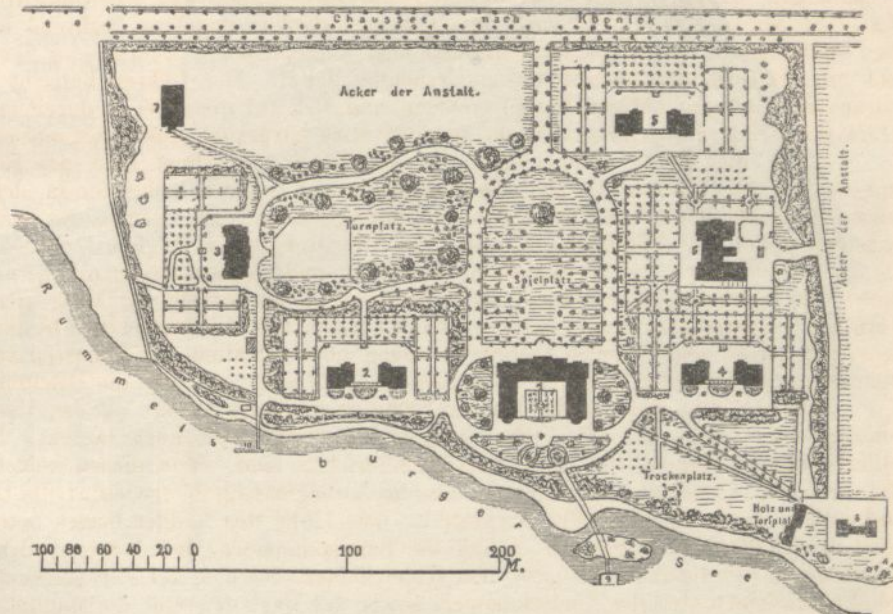 Chaussee nach Köpnick
Acker der Anstalt.
7
5
Acker der Anstalt.
Turnplatz.
3
Spielplatz
6
2
1
4
Rummelsburger See
10
Trockenplatz.
Holz und
Torfplatz
8
9
100 80 60 40 20 0 100 200 M.